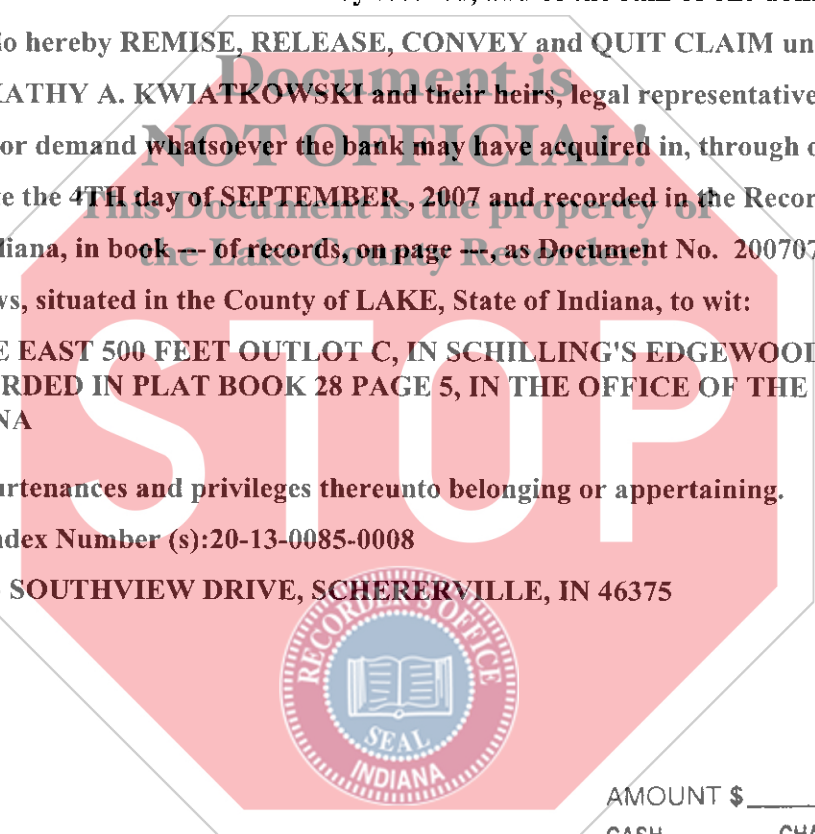 do hereby REMISE, RELEASE, CONVEY and QUIT CLAIM un
Document is
KATHY A. KWIATKOWSKI and their heirs, legal representative
NOT OFFICIAL!
or demand whatsoever the bank may have acquired in, through o
te the 4TH day of SEPTEMBER, 2007 and recorded in the Recor
This Document is the property of
diana, in book --- of records, on page ---, as Document No. 200707
the Lake County Recorder!
ws, situated in the County of LAKE, State of Indiana, to wit:
E EAST 500 FEET OUTLOT C, IN SCHILLING'S EDGEWOOD
RDED IN PLAT BOOK 28 PAGE 5, IN THE OFFICE OF THE
NA
STOP
urtenances and privileges thereunto belonging or appertaining.
ndex Number (s):20-13-0085-0008
SOUTHVIEW DRIVE, SCHERERVILLE, IN 46375
RECORDER'S OFFICE
SEAL
INDIANA
AMOUNT $
CASH CHA